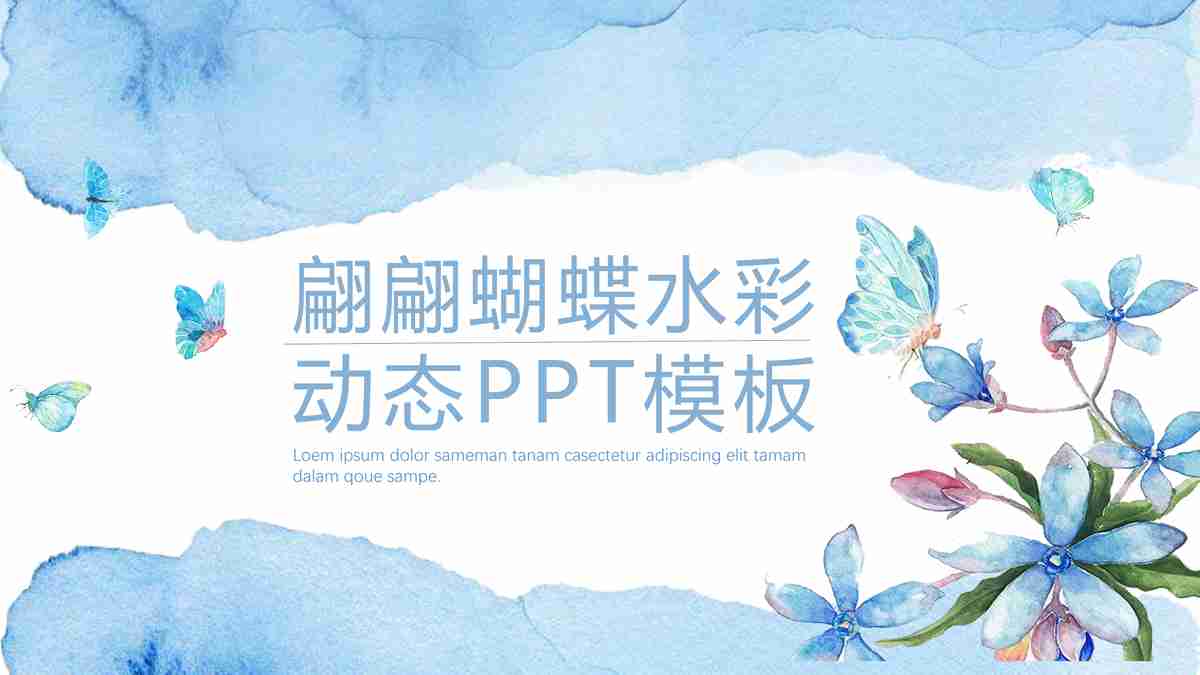 翩翩蝴蝶水彩
动态PPT模板
Loem ipsum dolor sameman tanam casectetur adipiscing elit tamam
dalam qoue sampe.